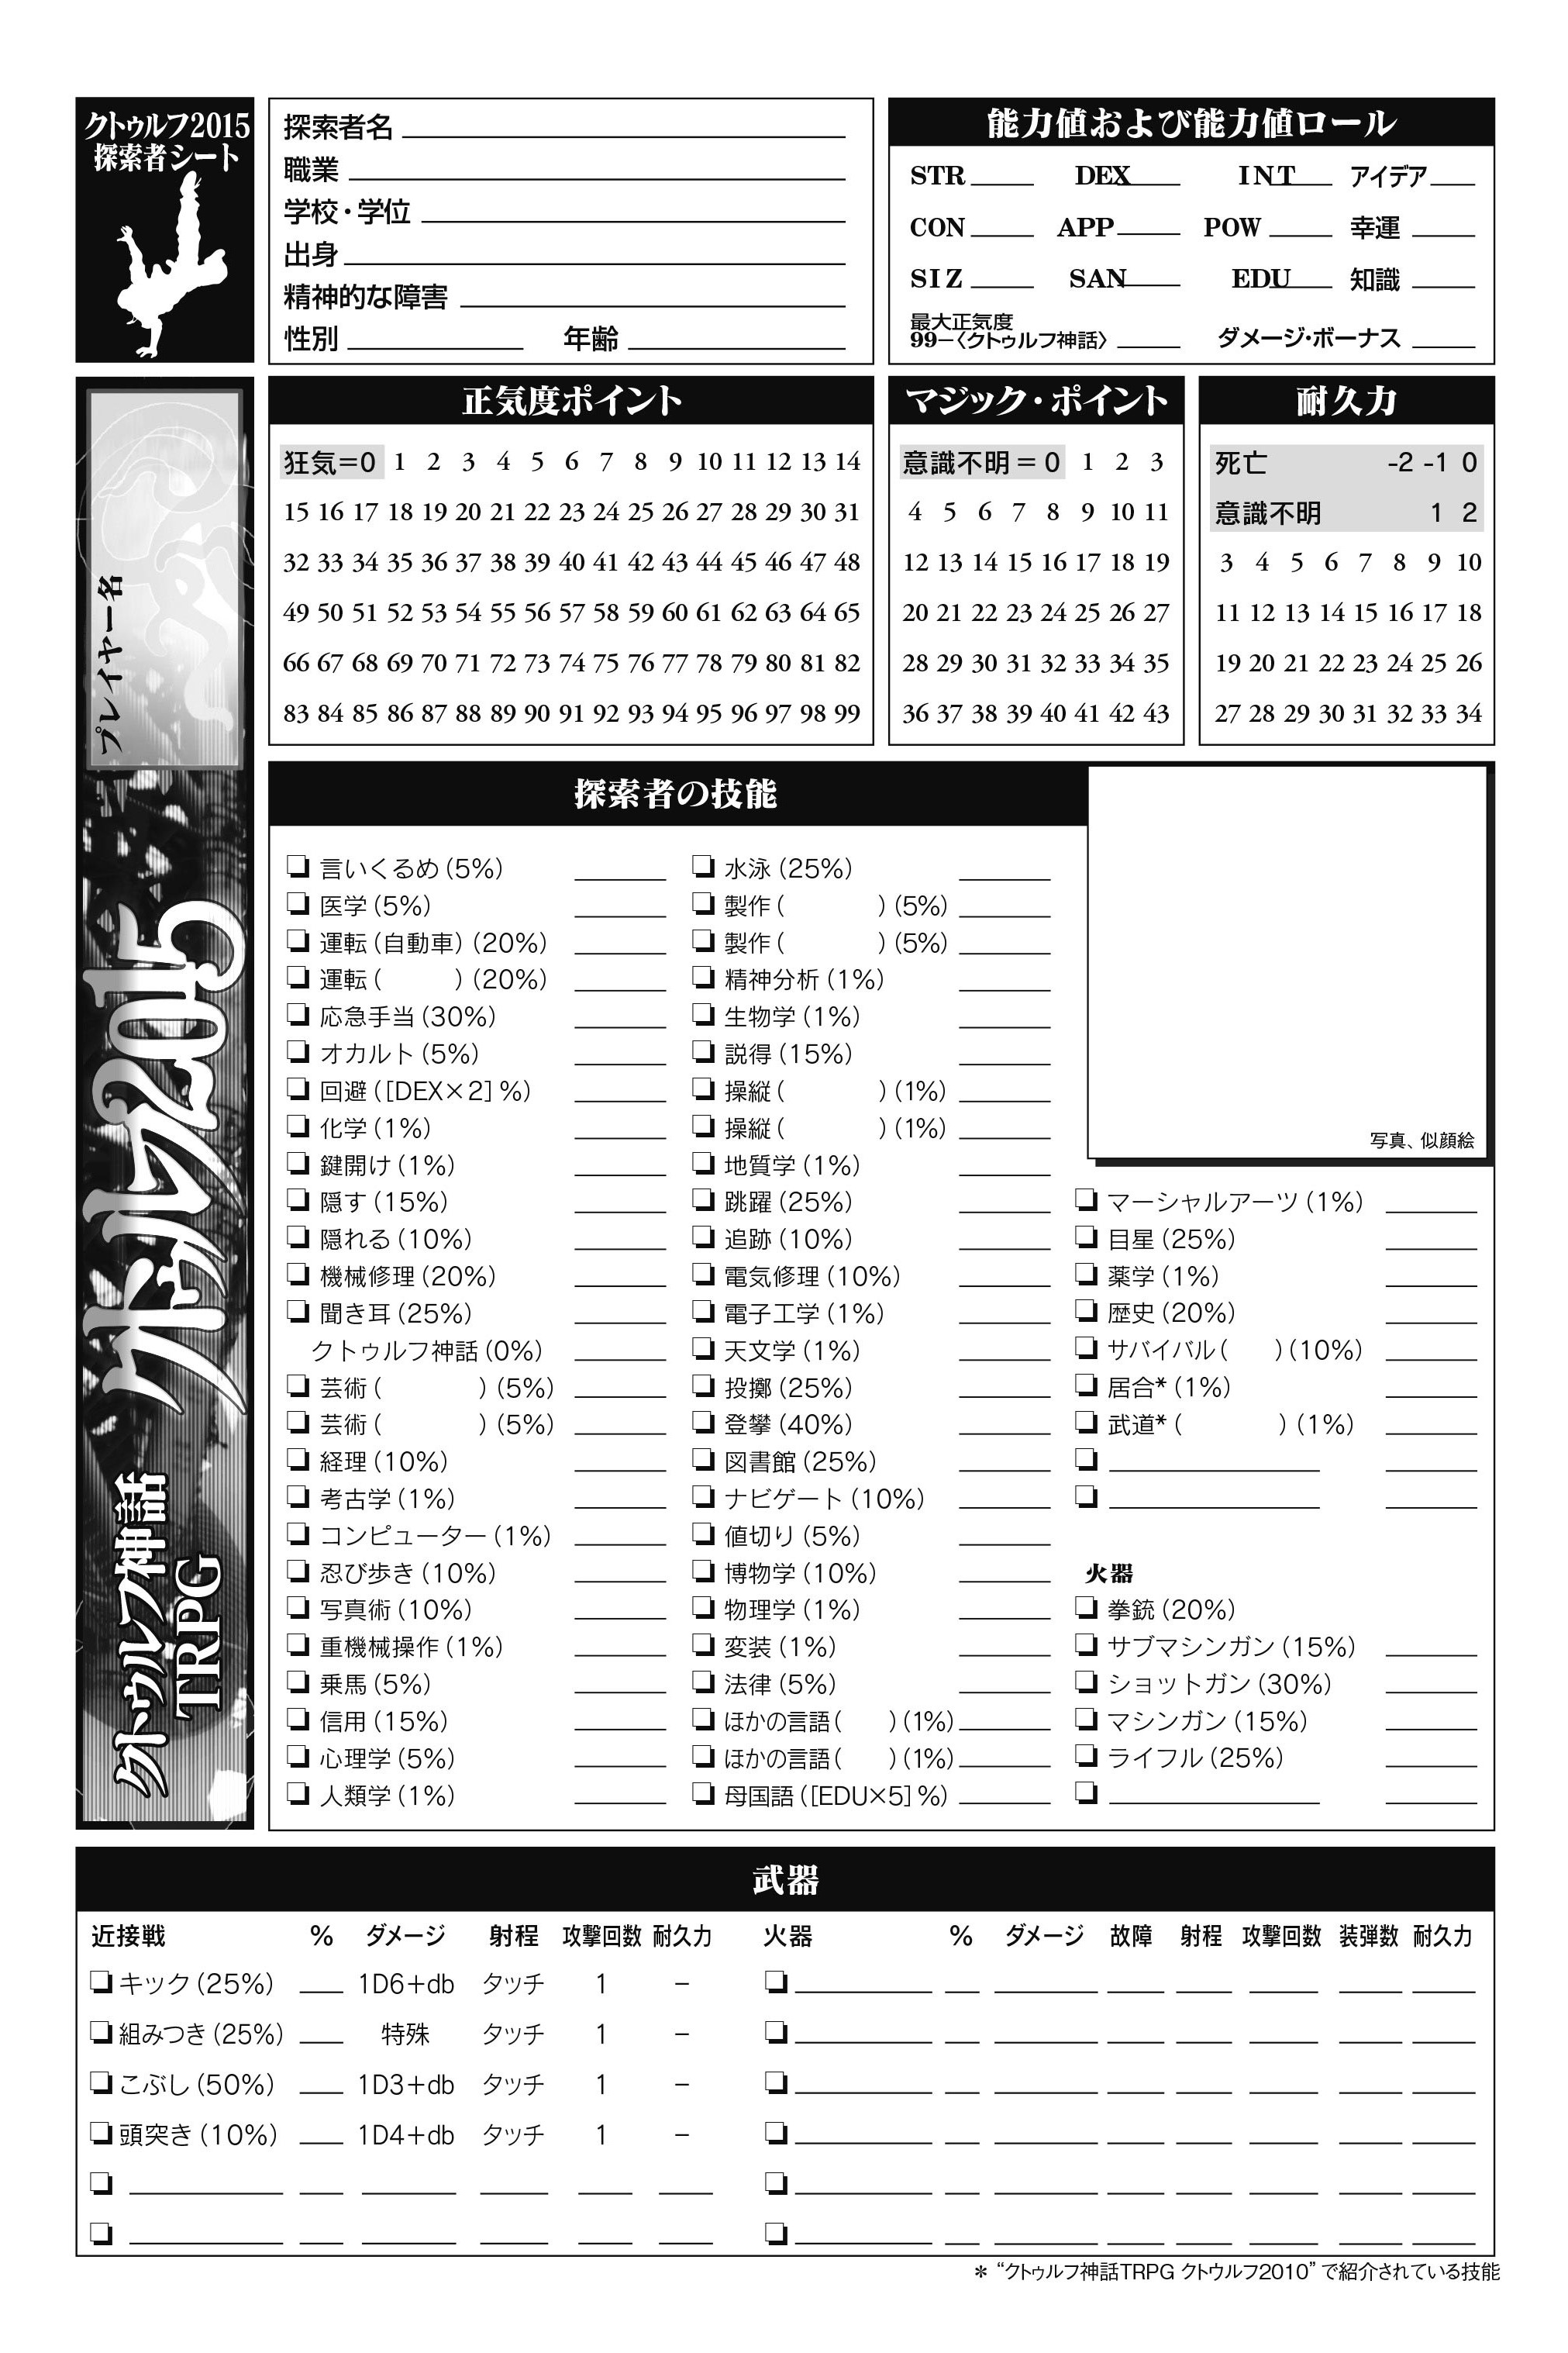 クトゥルフ2015
探索者シート
探索者名
職業
学校・学位
出身
精神的な障害
性別 年齢
能力値および能力値ロール
STR DEX INT アイデア
CON APP POW 幸運
SIZ SAN EDU 知識
最大正気度
99−〈クトゥルフ神話〉 ダメージ・ボーナス
プレイヤー名
クトゥルフ2015
クトゥルフ神話
TRPG
正気度ポイント
狂気=0 1 2 3 4 5 6 7 8 9 10 11 12 13 14
15 16 17 18 19 20 21 22 23 24 25 26 27 28 29 30 31
32 33 34 35 36 37 38 39 40 41 42 43 44 45 46 47 48
49 50 51 52 53 54 55 56 57 58 59 60 61 62 63 64 65
66 67 68 69 70 71 72 73 74 75 76 77 78 79 80 81 82
83 84 85 86 87 88 89 90 91 92 93 94 95 96 97 98 99
マジック・ポイント
意識不明=0 1 2 3
4 5 6 7 8 9 10 11
12 13 14 15 16 17 18 19
20 21 22 23 24 25 26 27
28 29 30 31 32 33 34 35
36 37 38 39 40 41 42 43
耐久力
死亡 -2 -1 0
意識不明 1 2
3 4 5 6 7 8 9 10
11 12 13 14 15 16 17 18
19 20 21 22 23 24 25 26
27 28 29 30 31 32 33 34
探索者の技能
言いくるめ(5%)
医学(5%)
運転(自動車)(20%)
運転( )(20%)
応急手当(30%)
オカルト(5%)
回避([DEX×2]%)
化学(1%)
鍵開け(1%)
隠す(15%)
隠れる(10%)
機械修理(20%)
聞き耳(25%)
クトゥルフ神話(0%)
芸術( )(5%)
芸術( )(5%)
経理(10%)
考古学(1%)
コンピューター(1%)
忍び歩き(10%)
写真術(10%)
重機械操作(1%)
乗馬(5%)
信用(15%)
心理学(5%)
人類学(1%)
水泳(25%)
製作( )(5%)
製作( )(5%)
精神分析(1%)
生物学(1%)
説得(15%)
操縦( )(1%)
操縦( )(1%)
地質学(1%)
跳躍(25%)
追跡(10%)
電気修理(10%)
電子工学(1%)
天文学(1%)
投擲(25%)
登攀(40%)
図書館(25%)
ナビゲート(10%)
値切り(5%)
博物学(10%)
物理学(1%)
変装(1%)
法律(5%)
ほかの言語( )(1%)
ほかの言語( )(1%)
母国語([EDU×5]%)
写真、似顔絵
マーシャルアーツ(1%)
目星(25%)
薬学(1%)
歴史(20%)
サバイバル( )(10%)
居合*(1%)
武道*( )(1%)
火器
拳銃(20%)
サブマシンガン(15%)
ショットガン(30%)
マシンガン(15%)
ライフル(25%)
武器
近接戦 % ダメージ 射程 攻撃回数 耐久力
キック(25%) 1D6+db タッチ 1 −
組みつき(25%) 特殊 タッチ 1 −
こぶし(50%) 1D3+db タッチ 1 −
頭突き(10%) 1D4+db タッチ 1 −
火器 % ダメージ 故障 射程 攻撃回数 装弾数 耐久力
* “クトゥルフ神話TRPG クトウルフ2010”で紹介されている技能